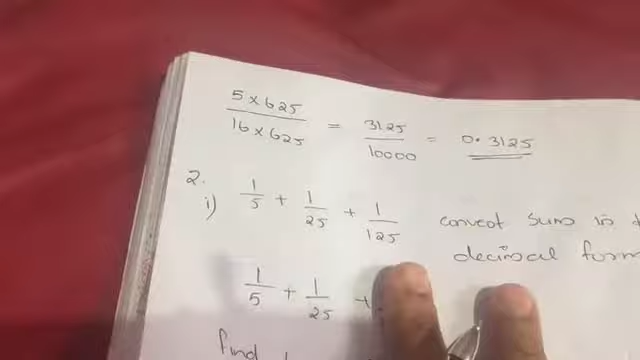 5×625/16×625 = 3125/10000 = 0.3125
2.
i) 1/5 + 1/25 + 1/125 convert sums in
decimal form
1/5 + 1/25 +
find